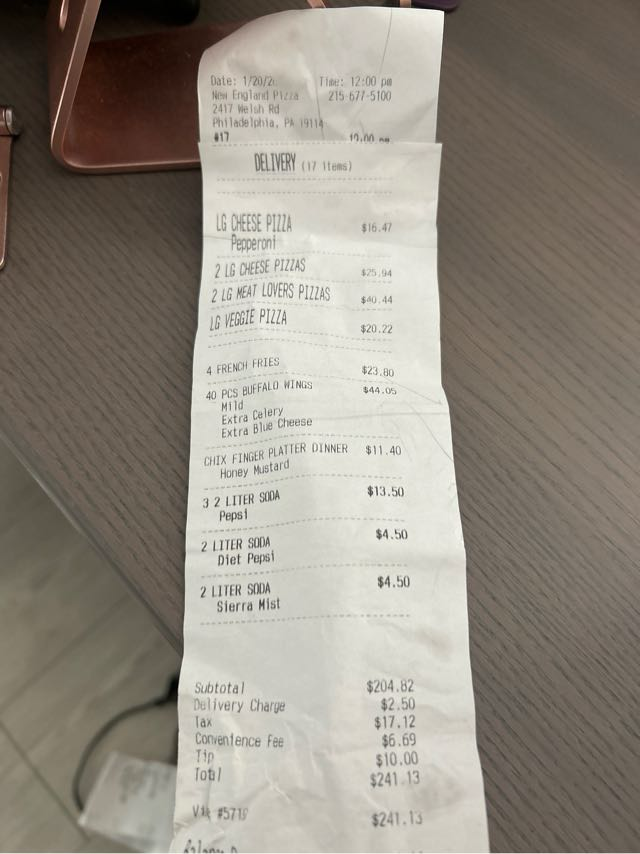 Date: 1/20/2 Time: 12:00 pm
New England Pizza 215-677-5100
2417 Welsh Rd
Philadelphia, PA 19114
#17 12:00 pm
DELIVERY (17 Items)
LG CHEESE PIZZA $16.47
Pepperoni
2 LG CHEESE PIZZAS $25.94
2 LG MEAT LOVERS PIZZAS $40.44
LG VEGGIE PIZZA $20.22
4 FRENCH FRIES $23.80
40 PCS BUFFALO WINGS $44.05
Mild
Extra Celery
Extra Blue Cheese
CHIX FINGER PLATTER DINNER $11.40
Honey Mustard
3 2 LITER SODA $13.50
Pepsi
2 LITER SODA $4.50
Diet Pepsi
2 LITER SODA $4.50
Sierra Mist
Subtotal $204.82
Delivery Charge $2.50
Tax $17.12
Convenience Fee $6.69
Tip $10.00
Total $241.13
#5719 $241.13